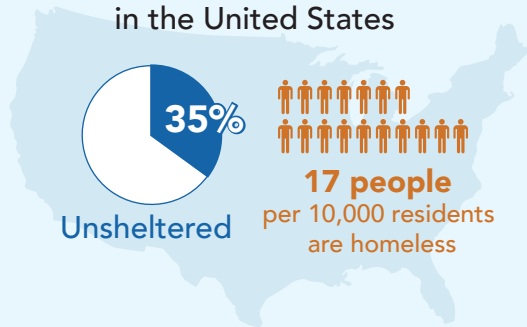 in the United States
35%
Unsheltered
17 people
per 10,000 residents
are homeless